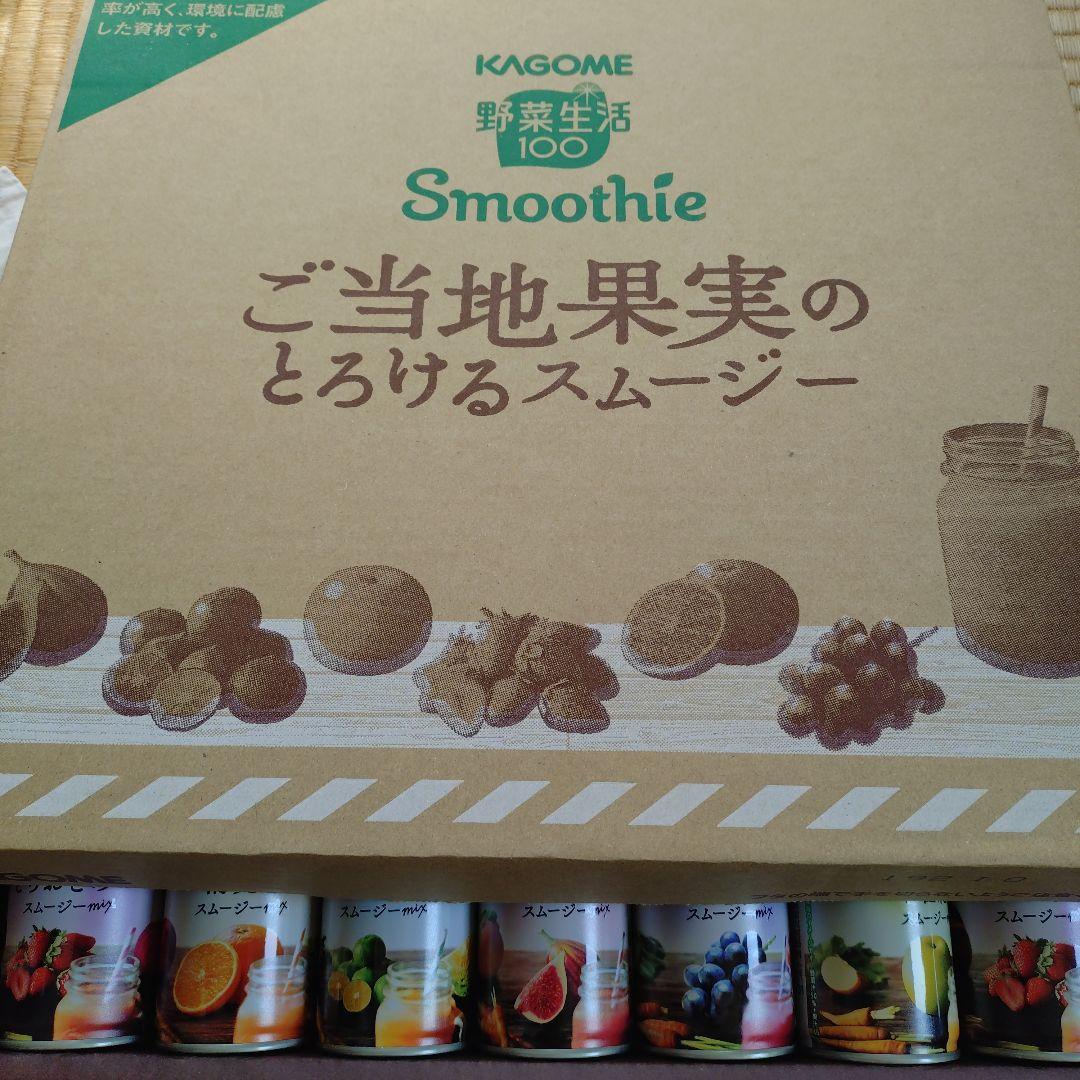 率が高く、環境に配慮
した資材です。
KAGOME
野菜生活
100
Smoothie
ご当地果実の
とろけるスムージー
スムージーmix
スムージーmix
スムージーmix
スムージーmix
スムージーmix
スムージー
スムージーmix